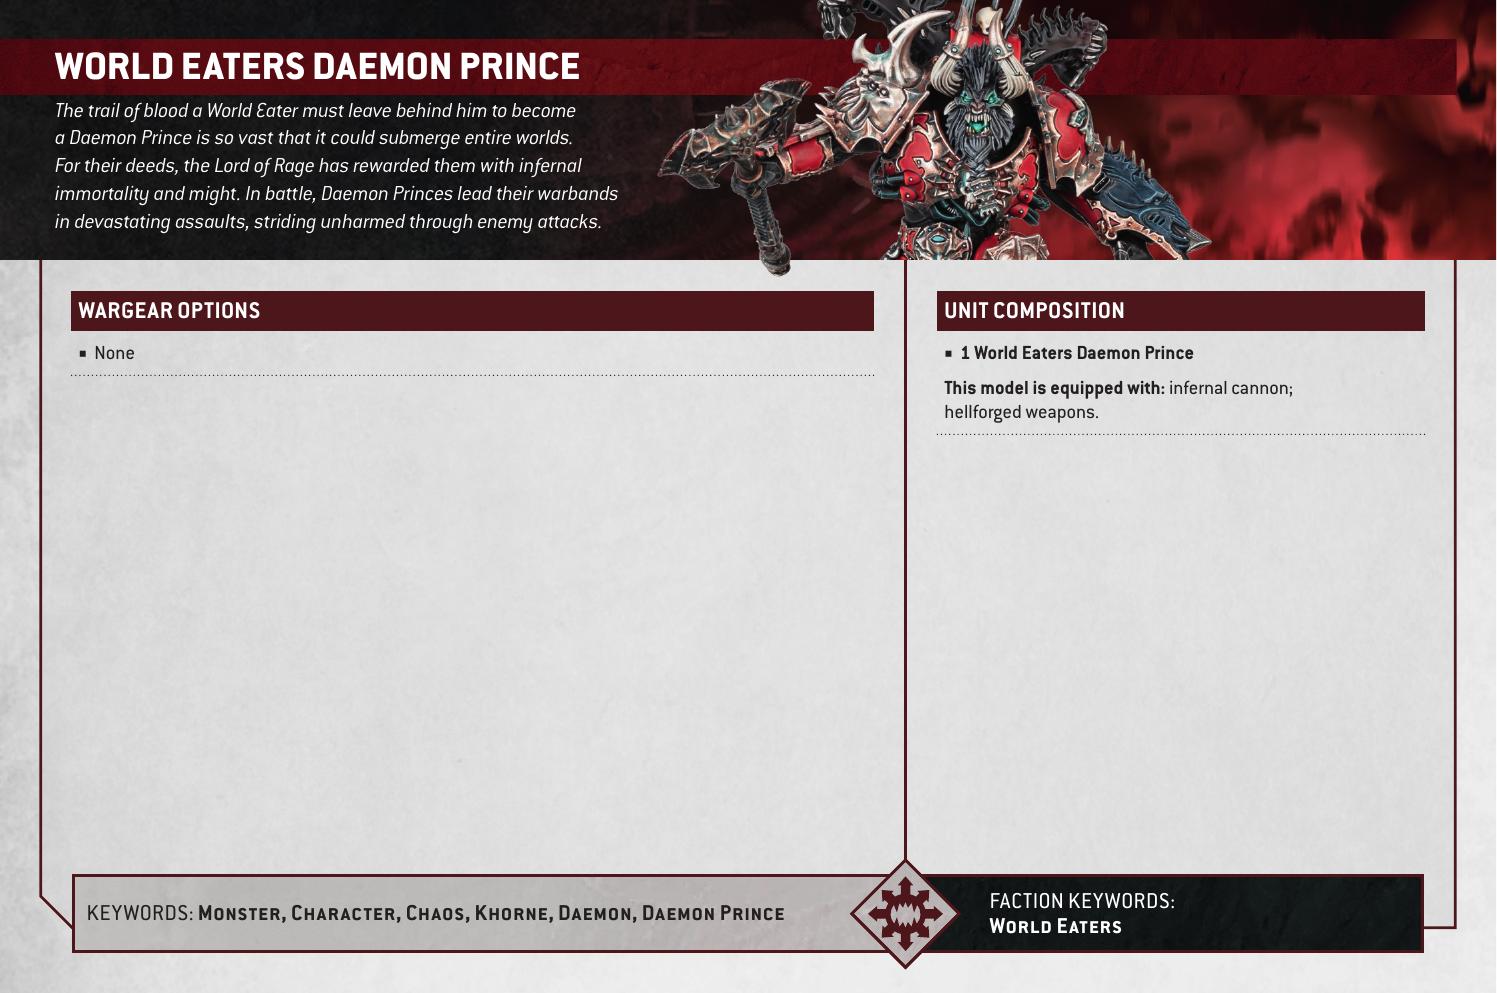 WORLD EATERS DAEMON PRINCE
The trail of blood a World Eater must leave behind him to become
a Daemon Prince is so vast that it could submerge entire worlds.
For their deeds, the Lord of Rage has rewarded them with infernal
immortality and might. In battle, Daemon Princes lead their warbands
in devastating assaults, striding unharmed through enemy attacks.
WARGEAR OPTIONS
■ None
UNIT COMPOSITION
■ 1 World Eaters Daemon Prince
This model is equipped with: infernal cannon;
hellforged weapons.
KEYWORDS: Monster, Character, Chaos, Khorne, Daemon, Daemon Prince
FACTION KEYWORDS:
World Eaters